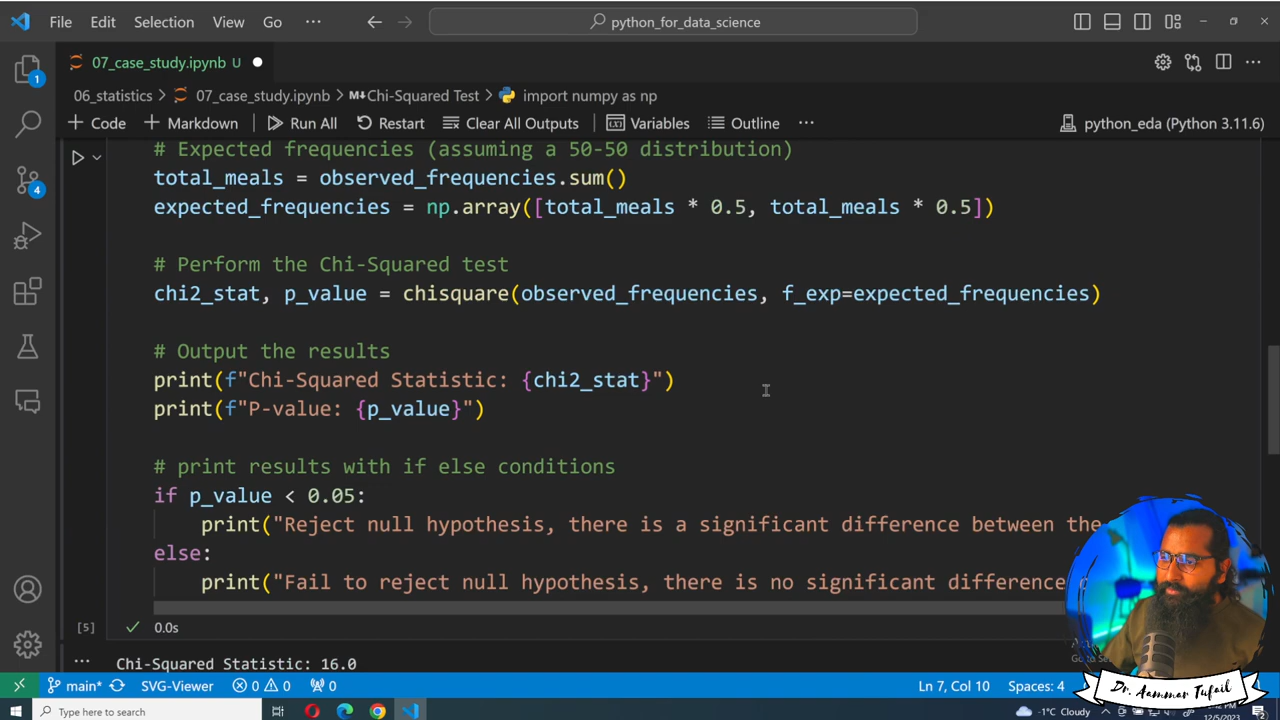 File Edit Selection View Go ··· python_for_data_science
07_case_study.ipynb U
06_statistics > 07_case_study.ipynb > M↓Chi-Squared Test > import numpy as np
+ Code + Markdown Run All Restart Clear All Outputs Variables Outline ··· python_eda (Python 3.11.6)
# Expected frequencies (assuming a 50-50 distribution)
total_meals = observed_frequencies.sum()
expected_frequencies = np.array([total_meals * 0.5, total_meals * 0.5])
# Perform the Chi-Squared test
chi2_stat, p_value = chisquare(observed_frequencies, f_exp=expected_frequencies)
# Output the results
print(f"Chi-Squared Statistic: {chi2_stat}")
print(f"P-value: {p_value}")
# print results with if else conditions
if p_value < 0.05:
print("Reject null hypothesis, there is a significant difference between the
else:
print("Fail to reject null hypothesis, there is no significant difference
[5] 0.0s
Chi-Squared Statistic: 16.0
1
4
main* SVG-Viewer 0 0 0 Ln 7, Col 10 Spaces: 4
Dr. Aammar Tufail
Type here to search -1°C Cloudy 12/5/2023